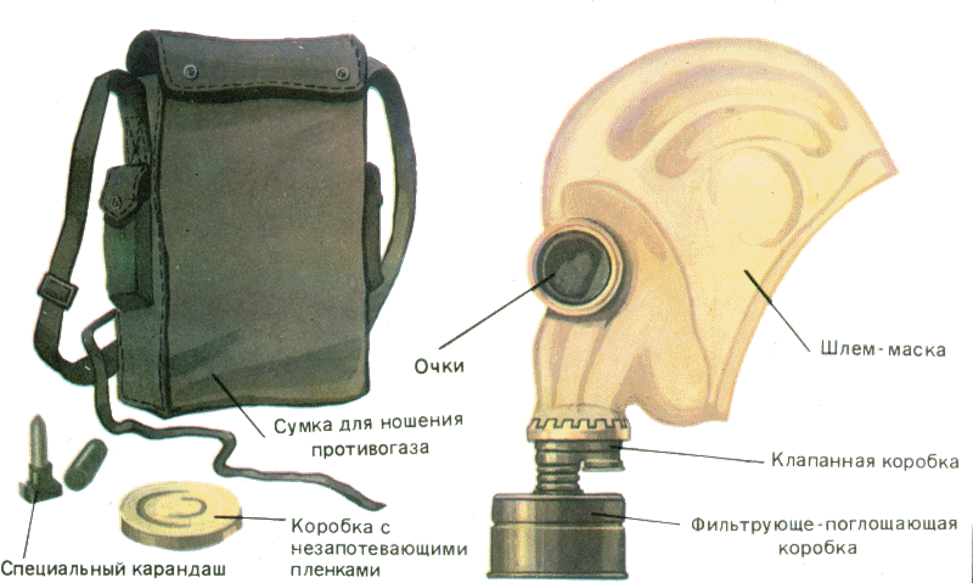 Очки
Шлем-маска
Сумка для ношения
противогаза
Клапанная коробка
Коробка с
незапотевающими
пленками
Фильтрующе-поглощающая
коробка
Специальный карандаш